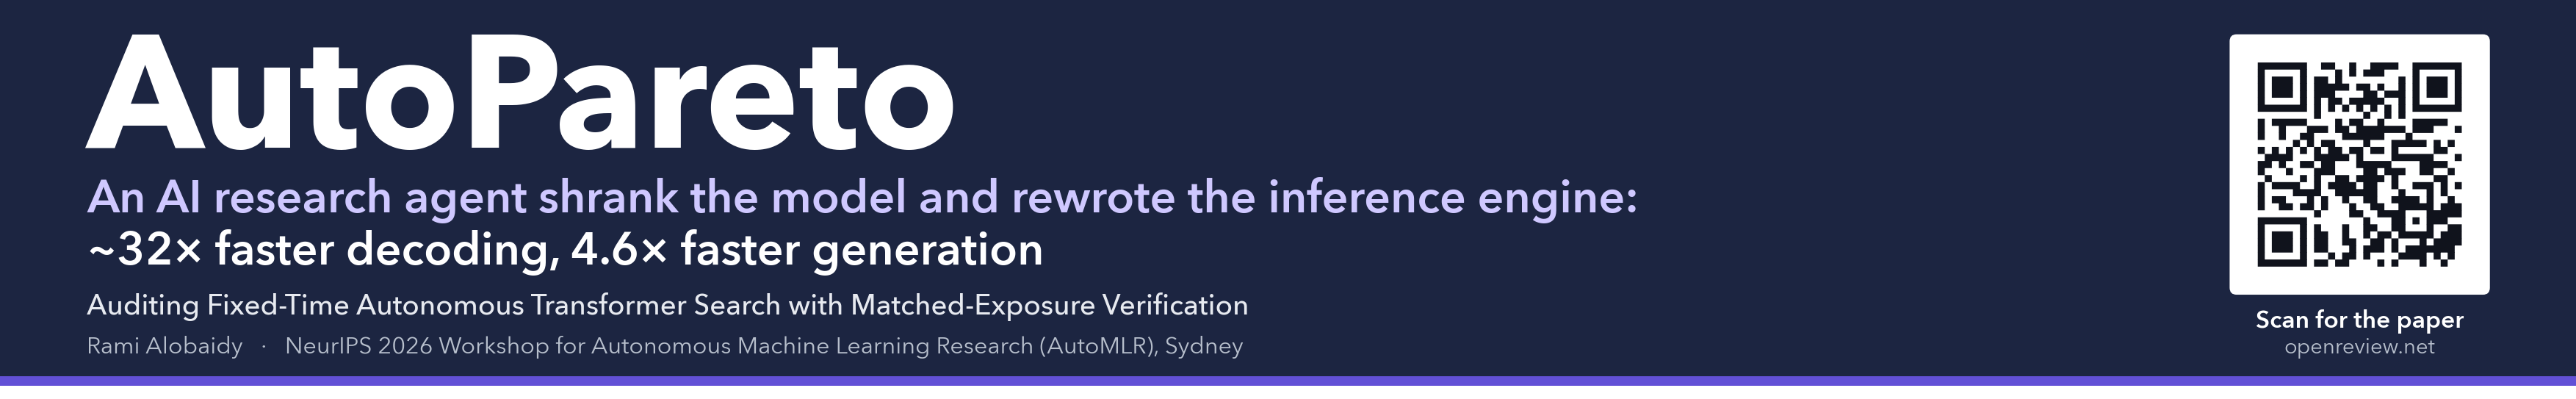 AutoPareto
An AI research agent shrank the model and rewrote the inference engine:
~32× faster decoding, 4.6× faster generation
Auditing Fixed-Time Autonomous Transformer Search with Matched-Exposure Verification
Rami Alobaidy · NeurIPS 2026 Workshop for Autonomous Machine Learning Research (AutoMLR), Sydney
Scan for the paper
openreview.net